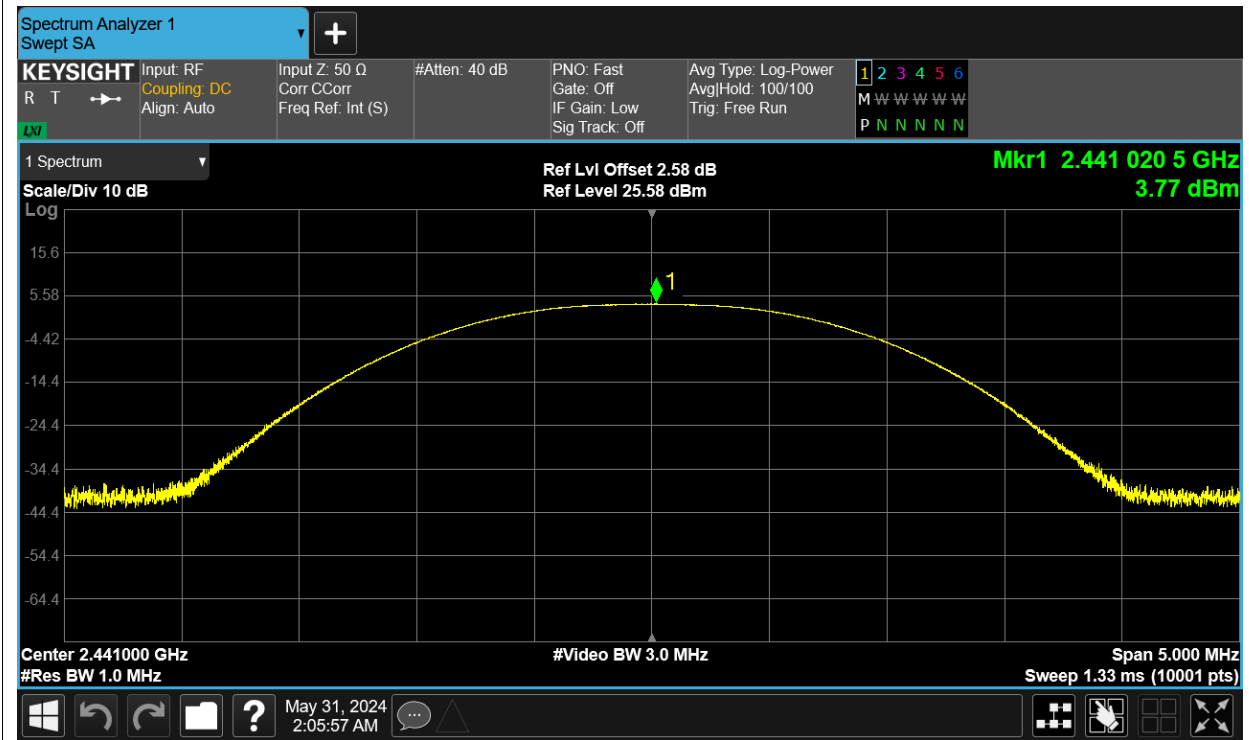 Spectrum Analyzer 1
Swept SA
KEYSIGHT
R T
LXI
Input: RF
Coupling: DC
Align: Auto
Input Z: 50 Ω
Corr CCorr
Freq Ref: Int (S)
#Atten: 40 dB
PNO: Fast
Gate: Off
IF Gain: Low
Sig Track: Off
Avg Type: Log-Power
Avg|Hold: 100/100
Trig: Free Run
1 2 3 4 5 6
M W W W W W
P N N N N N
1 Spectrum
Scale/Div 10 dB
Ref Lvl Offset 2.58 dB
Ref Level 25.58 dBm
Mkr1 2.441 020 5 GHz
3.77 dBm
Log
15.6
5.58
-4.42
-14.4
-24.4
-34.4
-44.4
-54.4
-64.4
1
Center 2.441000 GHz
#Res BW 1.0 MHz
#Video BW 3.0 MHz
Span 5.000 MHz
Sweep 1.33 ms (10001 pts)
?
May 31, 2024
2:05:57 AM